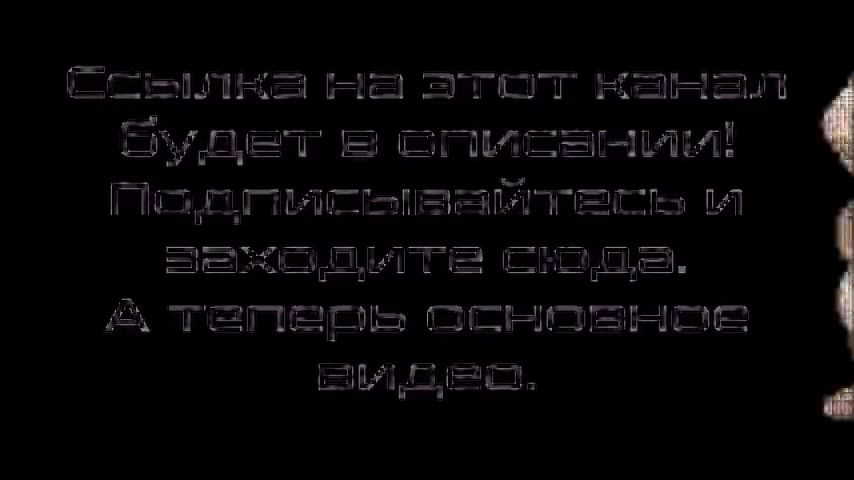 Ссылка на этот канал
будет в описании!
Подписывайтесь и
заходите сюда.
А теперь основное
видео.